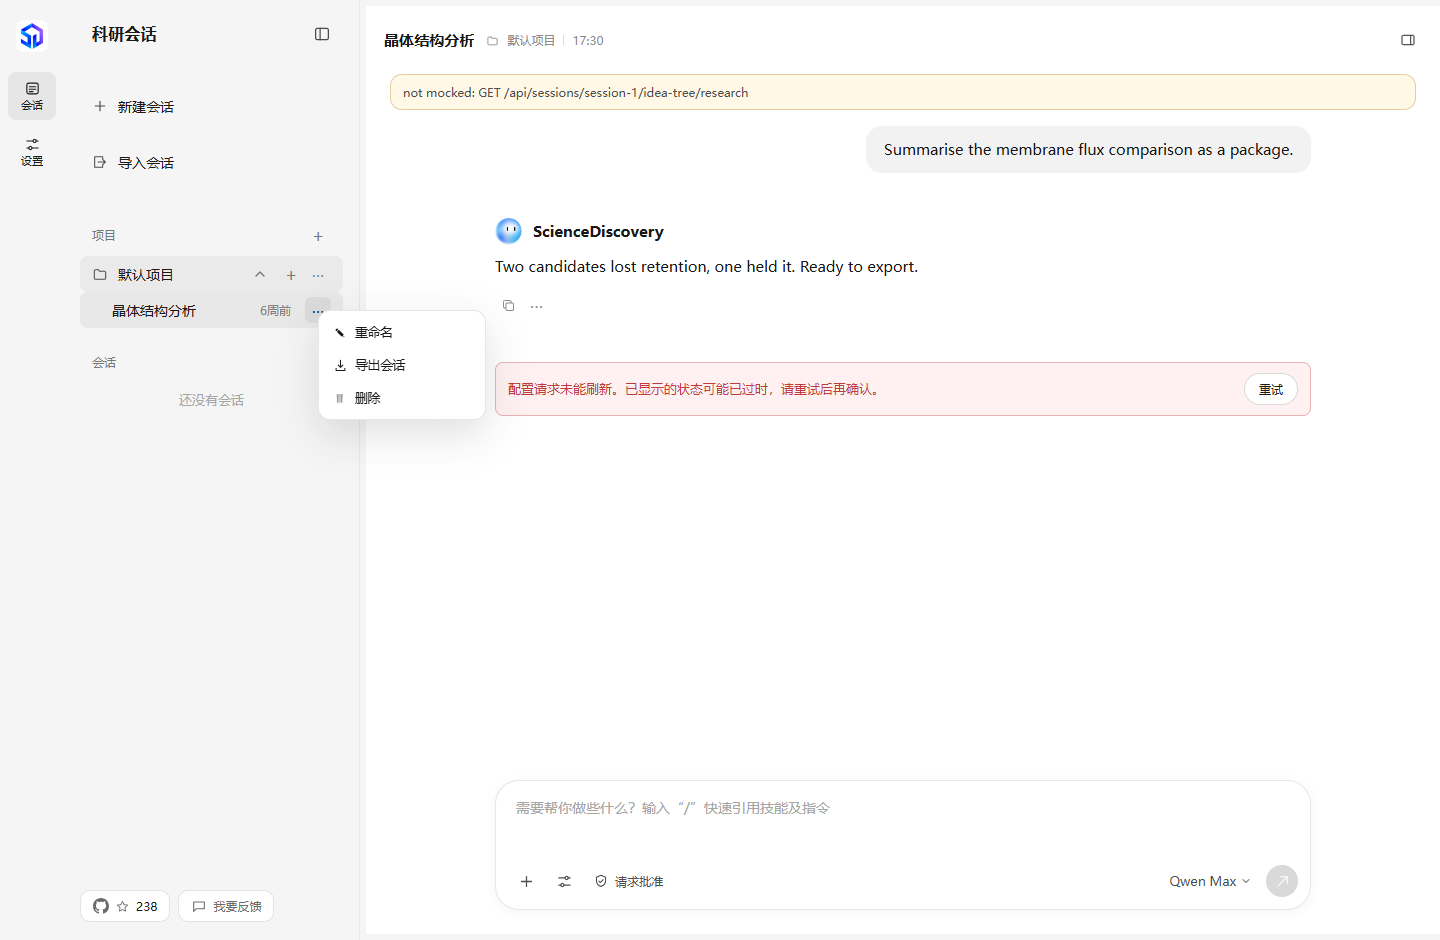 科研会话
会话
设置
新建会话
导入会话
项目
默认项目
晶体结构分析
6周前
会话
还没有会话
重命名
导出会话
删除
238
我要反馈
晶体结构分析
默认项目
17:30
not mocked: GET /api/sessions/session-1/idea-tree/research
Summarise the membrane flux comparison as a package.
ScienceDiscovery
Two candidates lost retention, one held it. Ready to export.
配置请求未能刷新。已显示的状态可能已过时，请重试后再确认。
重试
需要帮你做些什么？输入“/”快速引用技能及指令
请求批准
Qwen Max